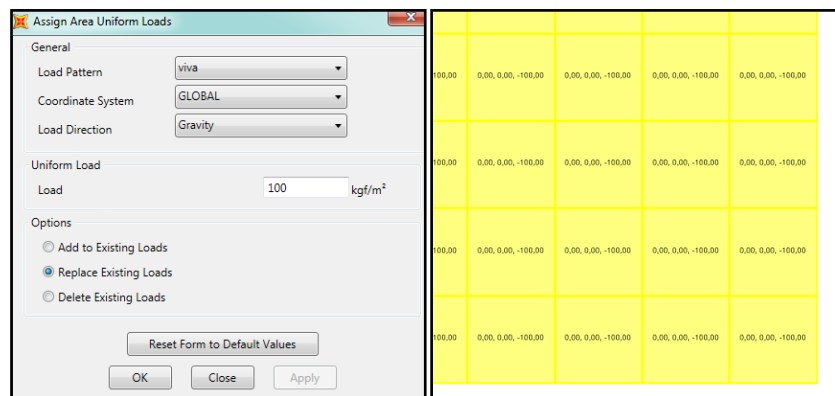 Assign Area Uniform Loads
General
Load Pattern viva
Coordinate System GLOBAL
Load Direction Gravity
Uniform Load
Load 100 kgf/m²
Options
Add to Existing Loads
Replace Existing Loads
Delete Existing Loads
Reset Form to Default Values
OK Close Apply
100,00 0,00, 0,00, -100,00 0,00, 0,00, -100,00 0,00, 0,00, -100,00 0,00, 0,00, -100,00
100,00 0,00, 0,00, -100,00 0,00, 0,00, -100,00 0,00, 0,00, -100,00 0,00, 0,00, -100,00
100,00 0,00, 0,00, -100,00 0,00, 0,00, -100,00 0,00, 0,00, -100,00 0,00, 0,00, -100,00
100,00 0,00, 0,00, -100,00 0,00, 0,00, -100,00 0,00, 0,00, -100,00 0,00, 0,00, -100,00